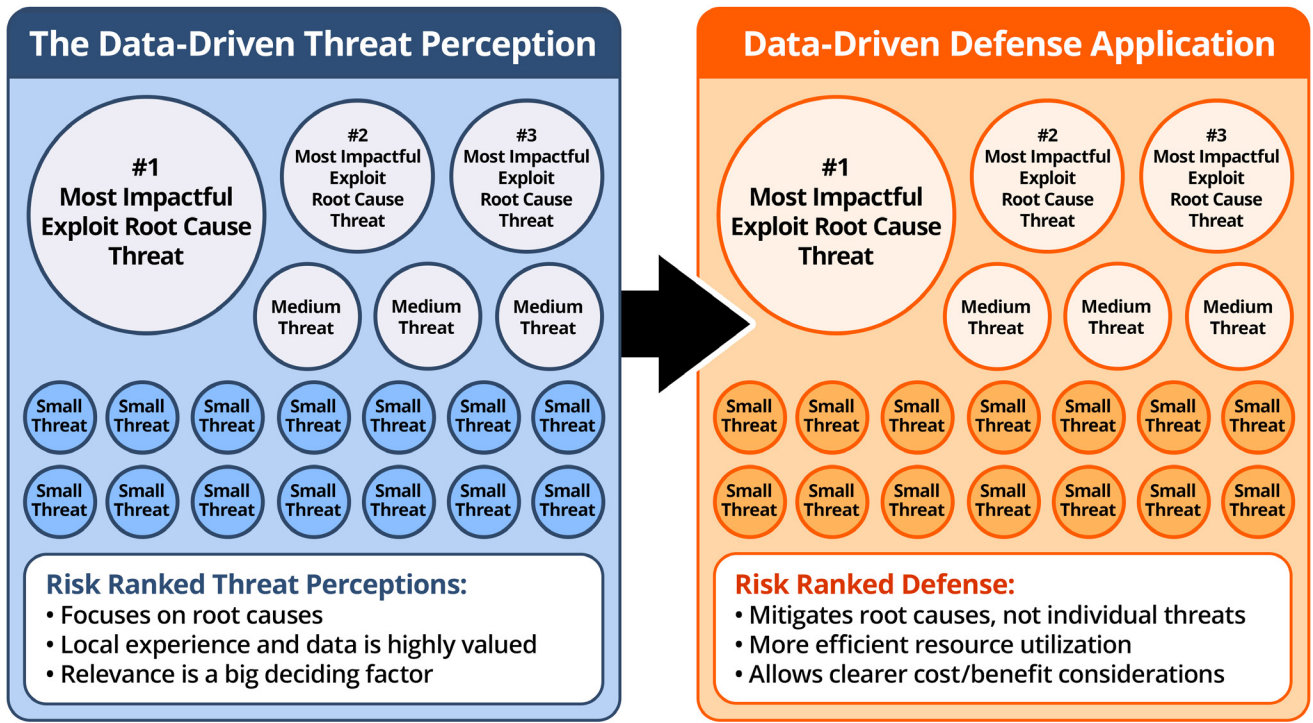 The Data-Driven Threat Perception
#1
Most Impactful
Exploit Root Cause
Threat
#2
Most Impactful
Exploit
Root Cause
Threat
#3
Most Impactful
Exploit
Root Cause
Threat
Medium
Threat
Medium
Threat
Medium
Threat
Small
Threat
Small
Threat
Small
Threat
Small
Threat
Small
Threat
Small
Threat
Small
Threat
Small
Threat
Small
Threat
Small
Threat
Small
Threat
Small
Threat
Small
Threat
Small
Threat
Risk Ranked Threat Perceptions:
• Focuses on root causes
• Local experience and data is highly valued
• Relevance is a big deciding factor
Data-Driven Defense Application
#1
Most Impactful
Exploit Root Cause
Threat
#2
Most Impactful
Exploit
Root Cause
Threat
#3
Most Impactful
Exploit
Root Cause
Threat
Medium
Threat
Medium
Threat
Medium
Threat
Small
Threat
Small
Threat
Small
Threat
Small
Threat
Small
Threat
Small
Threat
Small
Threat
Small
Threat
Small
Threat
Small
Threat
Small
Threat
Small
Threat
Small
Threat
Small
Threat
Risk Ranked Defense:
• Mitigates root causes, not individual threats
• More efficient resource utilization
• Allows clearer cost/benefit considerations